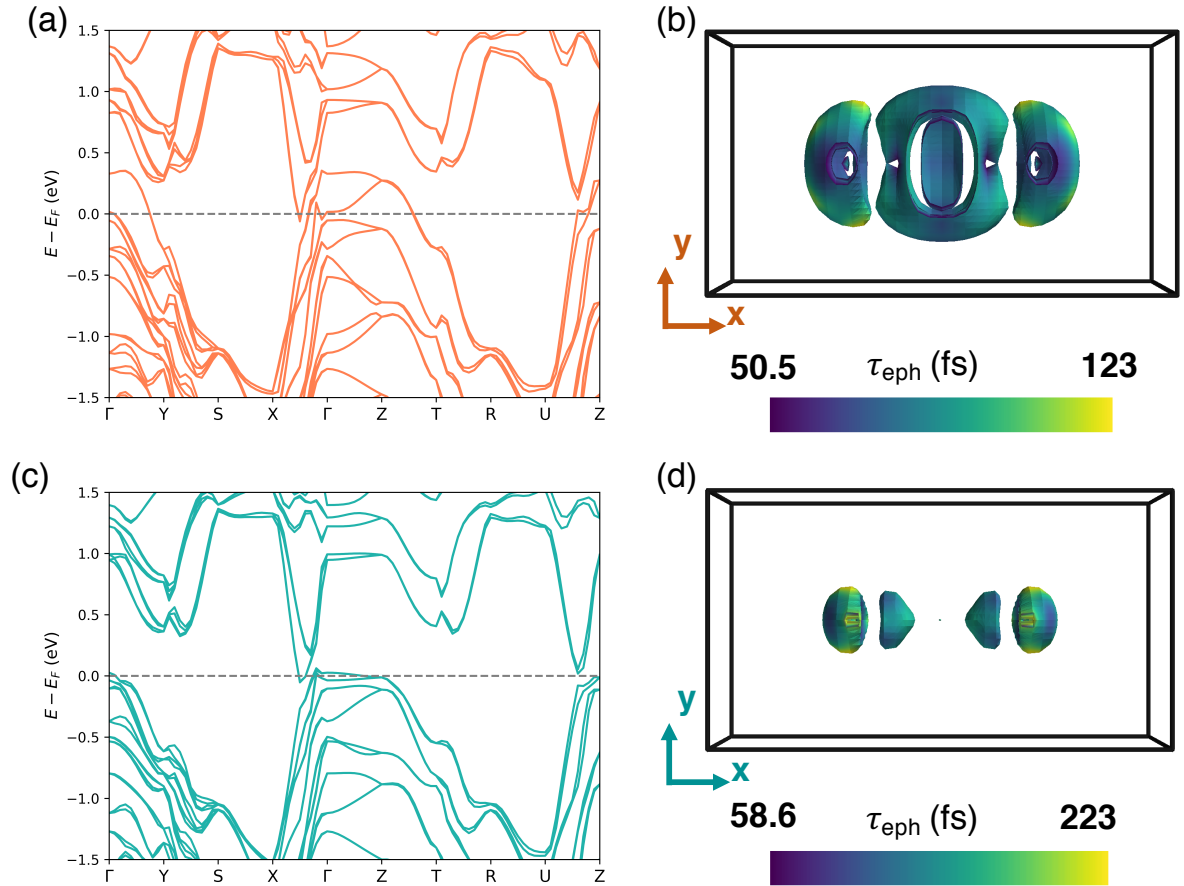 (a)
1.5
1.0
0.5
0.0
−0.5
−1.0
−1.5
E − E_F (eV)
Γ Y S X Γ Z T R U Z
(b)
y
x
50.5 τ_eph (fs) 123
(c)
1.5
1.0
0.5
0.0
−0.5
−1.0
−1.5
E − E_F (eV)
Γ Y S X Γ Z T R U Z
(d)
y
x
58.6 τ_eph (fs) 223